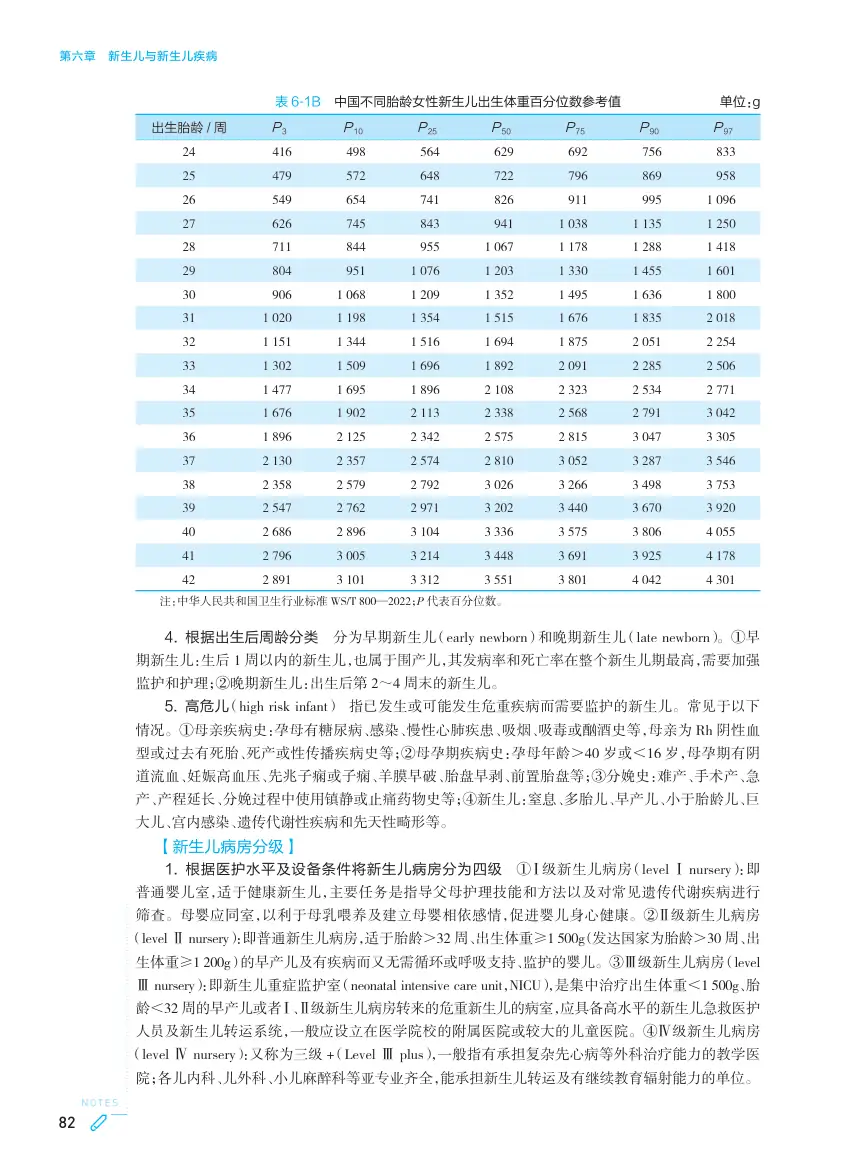 第六章 新生儿与新生儿疾病
表 6-1B 中国不同胎龄女性新生儿出生体重百分位数参考值 单位:g
出生胎龄 / 周 P3 P10 P25 P50 P75 P90 P97
24 416 498 564 629 692 756 833
25 479 572 648 722 796 869 958
26 549 654 741 826 911 995 1 096
27 626 745 843 941 1 038 1 135 1 250
28 711 844 955 1 067 1 178 1 288 1 418
29 804 951 1 076 1 203 1 330 1 455 1 601
30 906 1 068 1 209 1 352 1 495 1 636 1 800
31 1 020 1 198 1 354 1 515 1 676 1 835 2 018
32 1 151 1 344 1 516 1 694 1 875 2 051 2 254
33 1 302 1 509 1 696 1 892 2 091 2 285 2 506
34 1 477 1 695 1 896 2 108 2 323 2 534 2 771
35 1 676 1 902 2 113 2 338 2 568 2 791 3 042
36 1 896 2 125 2 342 2 575 2 815 3 047 3 305
37 2 130 2 357 2 574 2 810 3 052 3 287 3 546
38 2 358 2 579 2 792 3 026 3 266 3 498 3 753
39 2 547 2 762 2 971 3 202 3 440 3 670 3 920
40 2 686 2 896 3 104 3 336 3 575 3 806 4 055
41 2 796 3 005 3 214 3 448 3 691 3 925 4 178
42 2 891 3 101 3 312 3 551 3 801 4 042 4 301
注:中华人民共和国卫生行业标准 WS/T 800—2022;P 代表百分位数。
4. 根据出生后周龄分类 分为早期新生儿(early newborn)和晚期新生儿(late newborn)。①早
期新生儿:生后 1 周以内的新生儿,也属于围产儿,其发病率和死亡率在整个新生儿期最高,需要加强
监护和护理;②晚期新生儿:出生后第 2～4 周末的新生儿。
5. 高危儿(high risk infant) 指已发生或可能发生危重疾病而需要监护的新生儿。常见于以下
情况。①母亲疾病史:孕母有糖尿病、感染、慢性心肺疾患、吸烟、吸毒或酗酒史等,母亲为 Rh 阴性血
型或过去有死胎、死产或性传播疾病史等;②母孕期疾病史:孕母年龄＞40 岁或＜16 岁,母孕期有阴
道流血、妊娠高血压、先兆子痫或子痫、羊膜早破、胎盘早剥、前置胎盘等;③分娩史:难产、手术产、急
产、产程延长、分娩过程中使用镇静或止痛药物史等;④新生儿:窒息、多胎儿、早产儿、小于胎龄儿、巨
大儿、宫内感染、遗传代谢性疾病和先天性畸形等。
【新生儿病房分级】
1. 根据医护水平及设备条件将新生儿病房分为四级 ①Ⅰ级新生儿病房(level Ⅰ nursery):即
普通婴儿室,适于健康新生儿,主要任务是指导父母护理技能和方法以及对常见遗传代谢疾病进行
筛查。母婴应同室,以利于母乳喂养及建立母婴相依感情,促进婴儿身心健康。②Ⅱ级新生儿病房
(level Ⅱ nursery):即普通新生儿病房,适于胎龄＞32 周、出生体重≥1 500g(发达国家为胎龄＞30 周、出
生体重≥1 200g)的早产儿及有疾病而又无需循环或呼吸支持、监护的婴儿。③Ⅲ级新生儿病房(level
Ⅲ nursery):即新生儿重症监护室(neonatal intensive care unit,NICU),是集中治疗出生体重＜1 500g、胎
龄＜32 周的早产儿或者Ⅰ、Ⅱ级新生儿病房转来的危重新生儿的病室,应具备高水平的新生儿急救医护
人员及新生儿转运系统,一般应设立在医学院校的附属医院或较大的儿童医院。④Ⅳ级新生儿病房
(level Ⅳ nursery):又称为三级 +(Level Ⅲ plus),一般指有承担复杂先心病等外科治疗能力的教学医
院;各儿内科、儿外科、小儿麻醉科等亚专业齐全,能承担新生儿转运及有继续教育辐射能力的单位。
NOTES
82